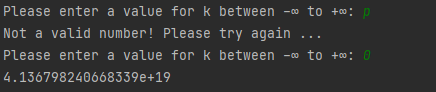 Please enter a value for k between -∞ to +∞: p
Not a valid number! Please try again ...
Please enter a value for k between -∞ to +∞: 0
4.136798240668339e+19